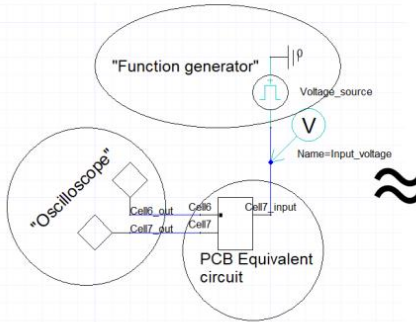 "Function generator"
Voltage_source
V
Name=Input_voltage
"Oscilloscope"
Cell6_out
Cell6
Cell7_input
Cell7_out
Cell7
PCB Equivalent
circuit
≈